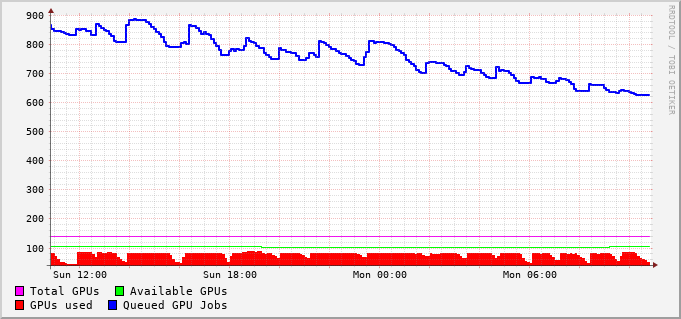 900
800
700
600
500
400
300
200
100
Sun 12:00 Sun 18:00 Mon 00:00 Mon 06:00
Total GPUs Available GPUs
GPUs used Queued GPU Jobs
RRDTOOL / TOBI OETIKER